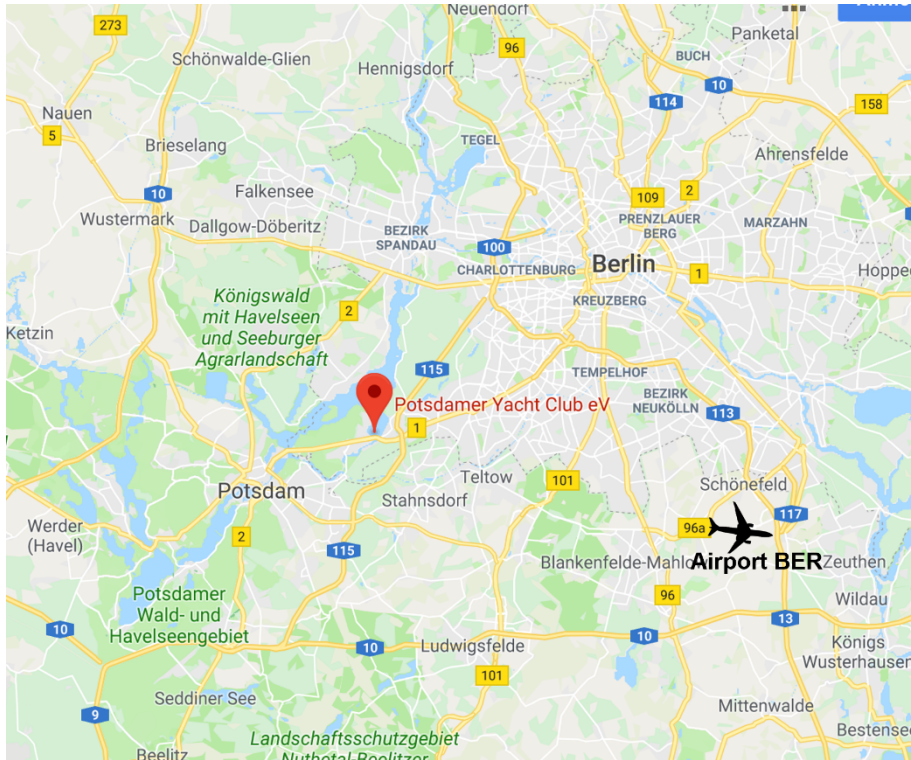 Neuendorf
273
96
Panketal
Schönwalde-Glien
BUCH
Hennigsdorf
10
114
158
Nauen
5
TEGEL
Brieselang
Ahrensfelde
10
Falkensee
109
2
Wustermark
Dallgow-Döberitz
BEZIRK
SPANDAU
PRENZLAUER
BERG
MARZAHN
100
CHARLOTTENBURG
Berlin
1
Hoppe
KREUZBERG
Königswald
mit Havelseen
und Seeburger
Agrarlandschaft
2
Ketzin
115
TEMPELHOF
BEZIRK
NEUKÖLLN
113
Potsdamer Yacht Club eV
1
Teltow
101
Schönefeld
Potsdam
Stahnsdorf
117
96a
Werder
(Havel)
2
115
Airport BER
Blankenfelde-Mahlo
Zeuthen
Potsdamer
Wald- und
Havelseengebiet
96
Wildau
13
10
10
Ludwigsfelde
10
Königs
Wusterhausen
101
Seddiner See
9
Mittenwalde
Bestensee
Landschaftsschutzgebiet
Nuthetal-Beelitzer
Beelitz